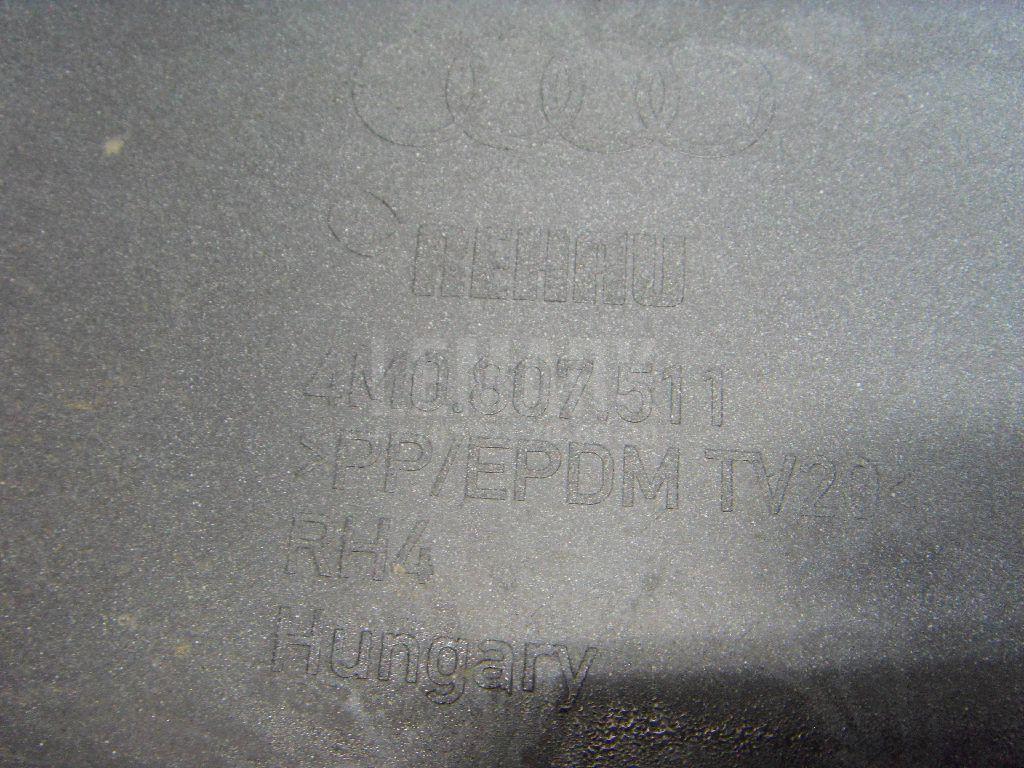 REHAU
4M0.807.511
>PP/EPDM TV20<
RH4
Hungary